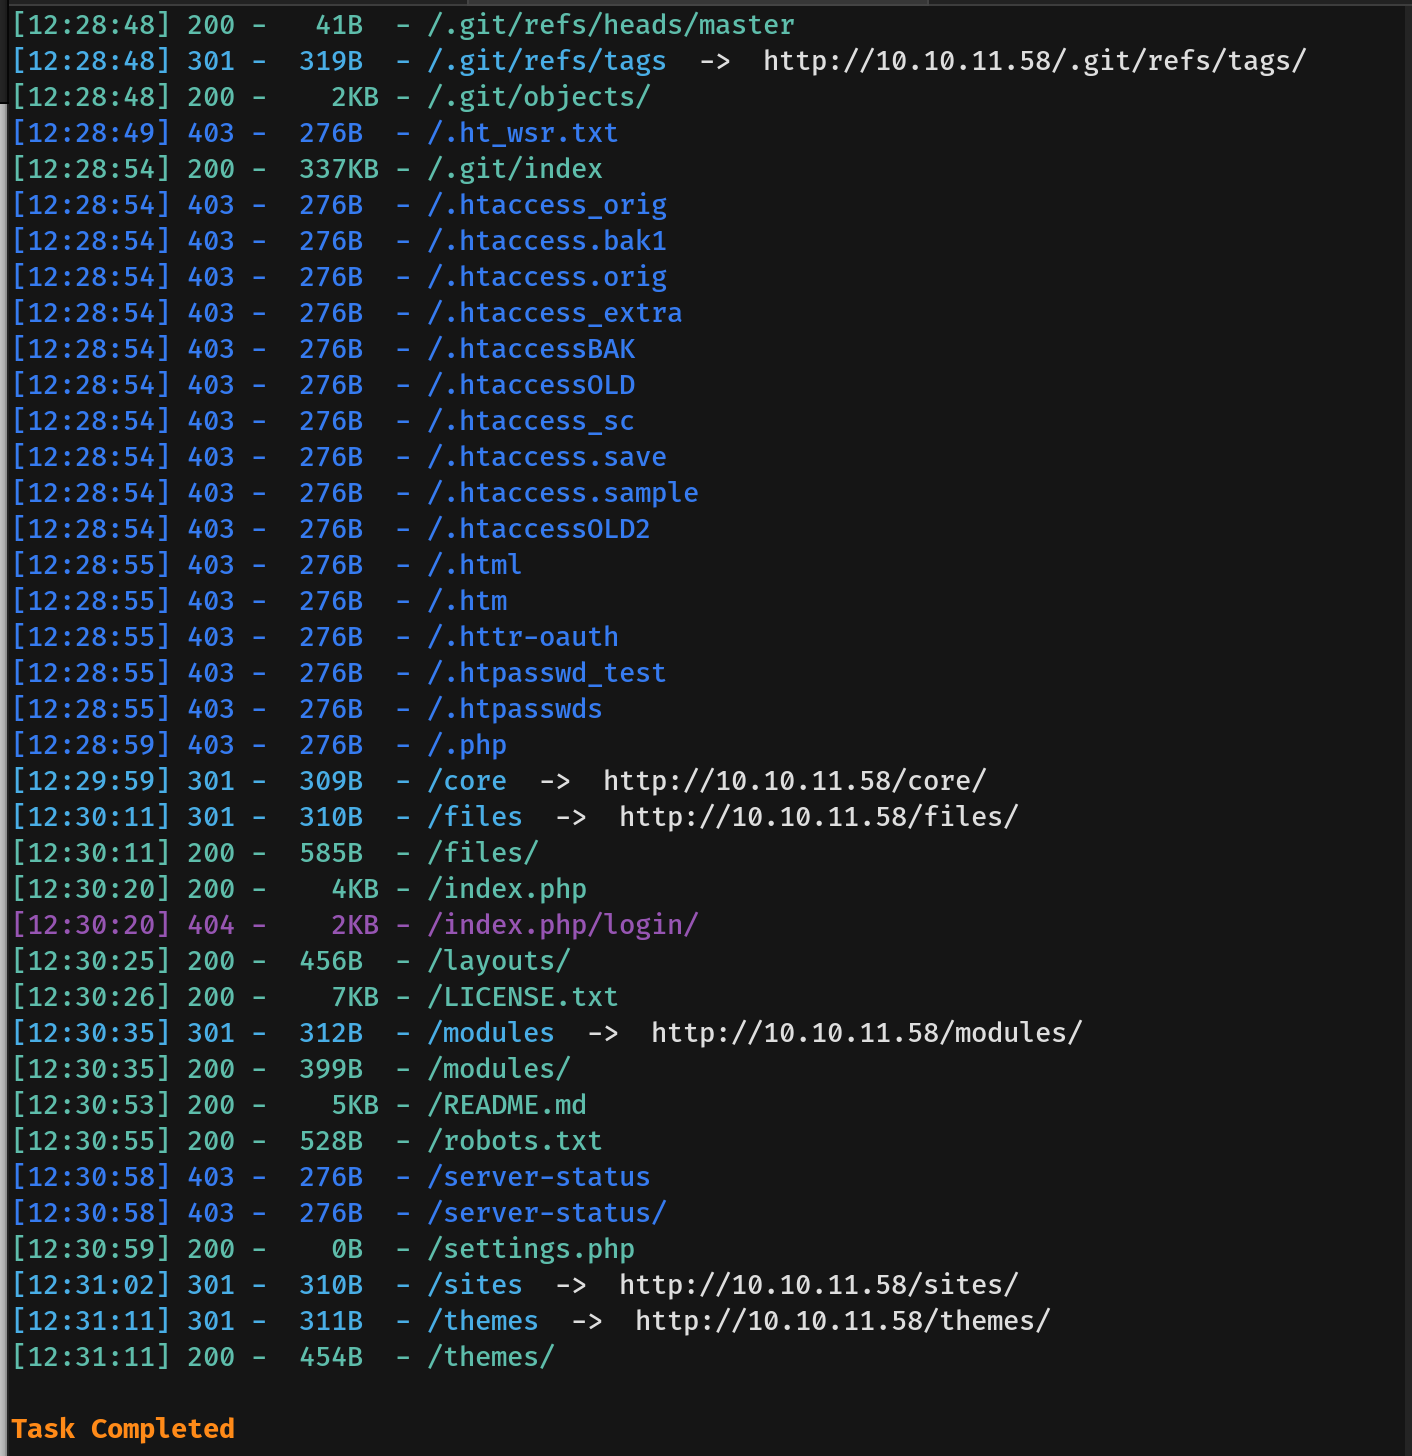 [12:28:48] 200 -   41B  - /.git/refs/heads/master
[12:28:48] 301 -  319B  - /.git/refs/tags  ->  http://10.10.11.58/.git/refs/tags/
[12:28:48] 200 -    2KB - /.git/objects/
[12:28:49] 403 -  276B  - /.ht_wsr.txt
[12:28:54] 200 -  337KB - /.git/index
[12:28:54] 403 -  276B  - /.htaccess_orig
[12:28:54] 403 -  276B  - /.htaccess.bak1
[12:28:54] 403 -  276B  - /.htaccess.orig
[12:28:54] 403 -  276B  - /.htaccess_extra
[12:28:54] 403 -  276B  - /.htaccessBAK
[12:28:54] 403 -  276B  - /.htaccessOLD
[12:28:54] 403 -  276B  - /.htaccess_sc
[12:28:54] 403 -  276B  - /.htaccess.save
[12:28:54] 403 -  276B  - /.htaccess.sample
[12:28:54] 403 -  276B  - /.htaccessOLD2
[12:28:55] 403 -  276B  - /.html
[12:28:55] 403 -  276B  - /.htm
[12:28:55] 403 -  276B  - /.httr-oauth
[12:28:55] 403 -  276B  - /.htpasswd_test
[12:28:55] 403 -  276B  - /.htpasswds
[12:28:59] 403 -  276B  - /.php
[12:29:59] 301 -  309B  - /core  ->  http://10.10.11.58/core/
[12:30:11] 301 -  310B  - /files  ->  http://10.10.11.58/files/
[12:30:11] 200 -  585B  - /files/
[12:30:20] 200 -    4KB - /index.php
[12:30:20] 404 -    2KB - /index.php/login/
[12:30:25] 200 -  456B  - /layouts/
[12:30:26] 200 -    7KB - /LICENSE.txt
[12:30:35] 301 -  312B  - /modules  ->  http://10.10.11.58/modules/
[12:30:35] 200 -  399B  - /modules/
[12:30:53] 200 -    5KB - /README.md
[12:30:55] 200 -  528B  - /robots.txt
[12:30:58] 403 -  276B  - /server-status
[12:30:58] 403 -  276B  - /server-status/
[12:30:59] 200 -    0B  - /settings.php
[12:31:02] 301 -  310B  - /sites  ->  http://10.10.11.58/sites/
[12:31:11] 301 -  311B  - /themes  ->  http://10.10.11.58/themes/
[12:31:11] 200 -  454B  - /themes/
Task Completed